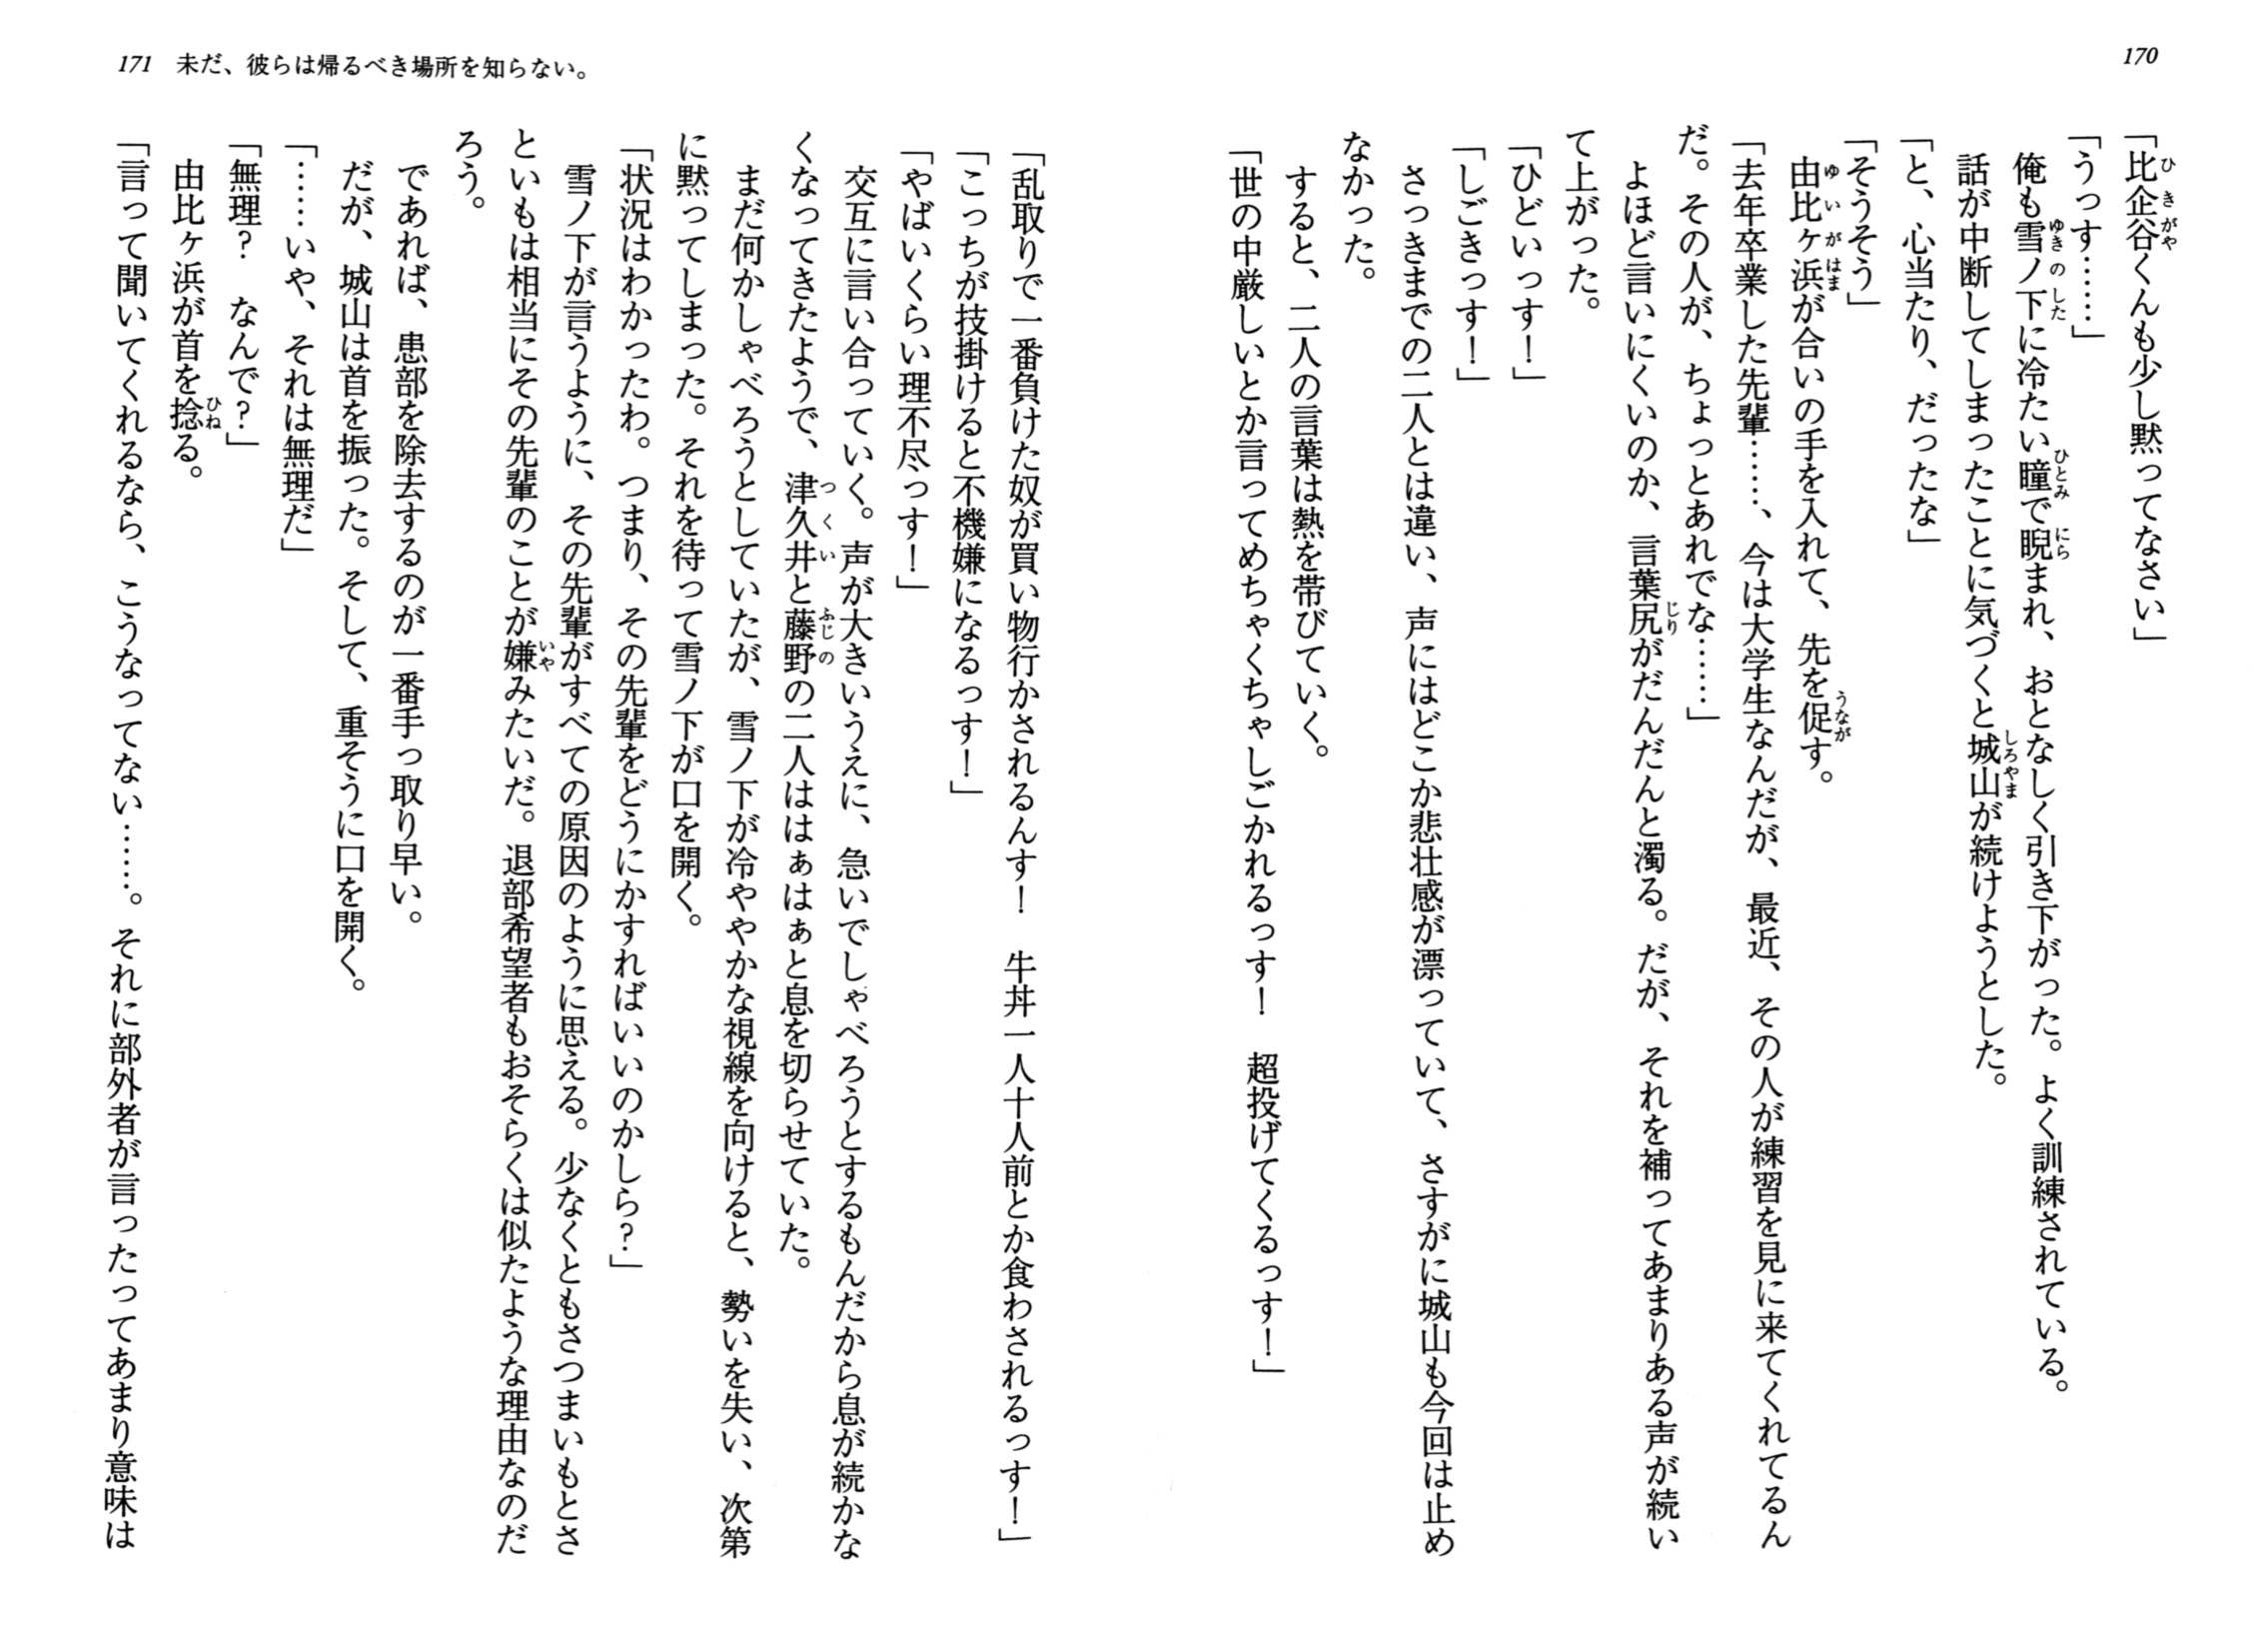 170
「比企谷くんも少し黙ってなさい」
「うっす……」
俺も雪ノ下に冷たい瞳で睨まれ、おとなしく引き下がった。よく訓練されている。
話が中断してしまったことに気づくと城山が続けようとした。
「と、心当たり、だったな」
「そうそう」
由比ヶ浜が合いの手を入れて、先を促す。
「去年卒業した先輩……、今は大学生なんだが、最近、その人が練習を見に来てくれてるん
だ。その人が、ちょっとあれでな……」
よほど言いにくいのか、言葉尻がだんだんと濁る。だが、それを補ってあまりある声が続い
て上がった。
「ひどいっす！」
「しごきっす！」
さっきまでの二人とは違い、声にはどこか悲壮感が漂っていて、さすがに城山も今回は止め
なかった。
すると、二人の言葉は熱を帯びていく。
「世の中厳しいとか言ってめちゃくちゃしごかれるっす！　超投げてくるっす！」
171 未だ、彼らは帰るべき場所を知らない。
「乱取りで一番負けた奴が買い物行かされるんす！　牛丼一人十人前とか食わされるっす！」
「こっちが技掛けると不機嫌になるっす！」
「やばいくらい理不尽っす！」
交互に言い合っていく。声が大きいうえに、急いでしゃべろうとするもんだから息が続かな
くなってきたようで、津久井と藤野の二人ははぁはぁと息を切らせていた。
まだ何かしゃべろうとしていたが、雪ノ下が冷ややかな視線を向けると、勢いを失い、次第
に黙ってしまった。それを待って雪ノ下が口を開く。
「状況はわかったわ。つまり、その先輩をどうにかすればいいのかしら？」
雪ノ下が言うように、その先輩がすべての原因のように思える。少なくともさつまいもとさ
といもは相当にその先輩のことが嫌みたいだ。退部希望者もおそらくは似たような理由なのだ
ろう。
であれば、患部を除去するのが一番手っ取り早い。
だが、城山は首を振った。そして、重そうに口を開く。
「……いや、それは無理だ」
「無理？　なんで？」
由比ヶ浜が首を捻る。
「言って聞いてくれるなら、こうなってない……。それに部外者が言ったってあまり意味は